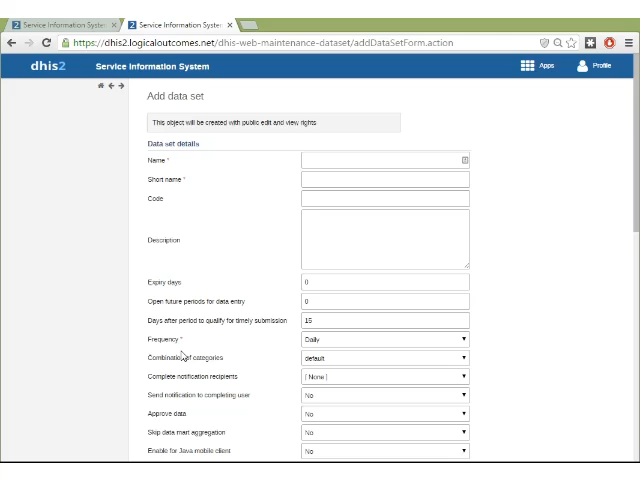 Service Information System
Service Information System
https://dhis2.logicaloutcomes.net/dhis-web-maintenance-dataset/addDataSetForm.action
dhis2 Service Information System Apps Profile
Add data set
This object will be created with public edit and view rights
Data set details
Name *
Short name *
Code
Description
Expiry days 0
Open future periods for data entry 0
Days after period to qualify for timely submission 15
Frequency * Daily
Combination of categories default
Complete notification recipients [ None ]
Send notification to completing user No
Approve data No
Skip data mart aggregation No
Enable for Java mobile client No